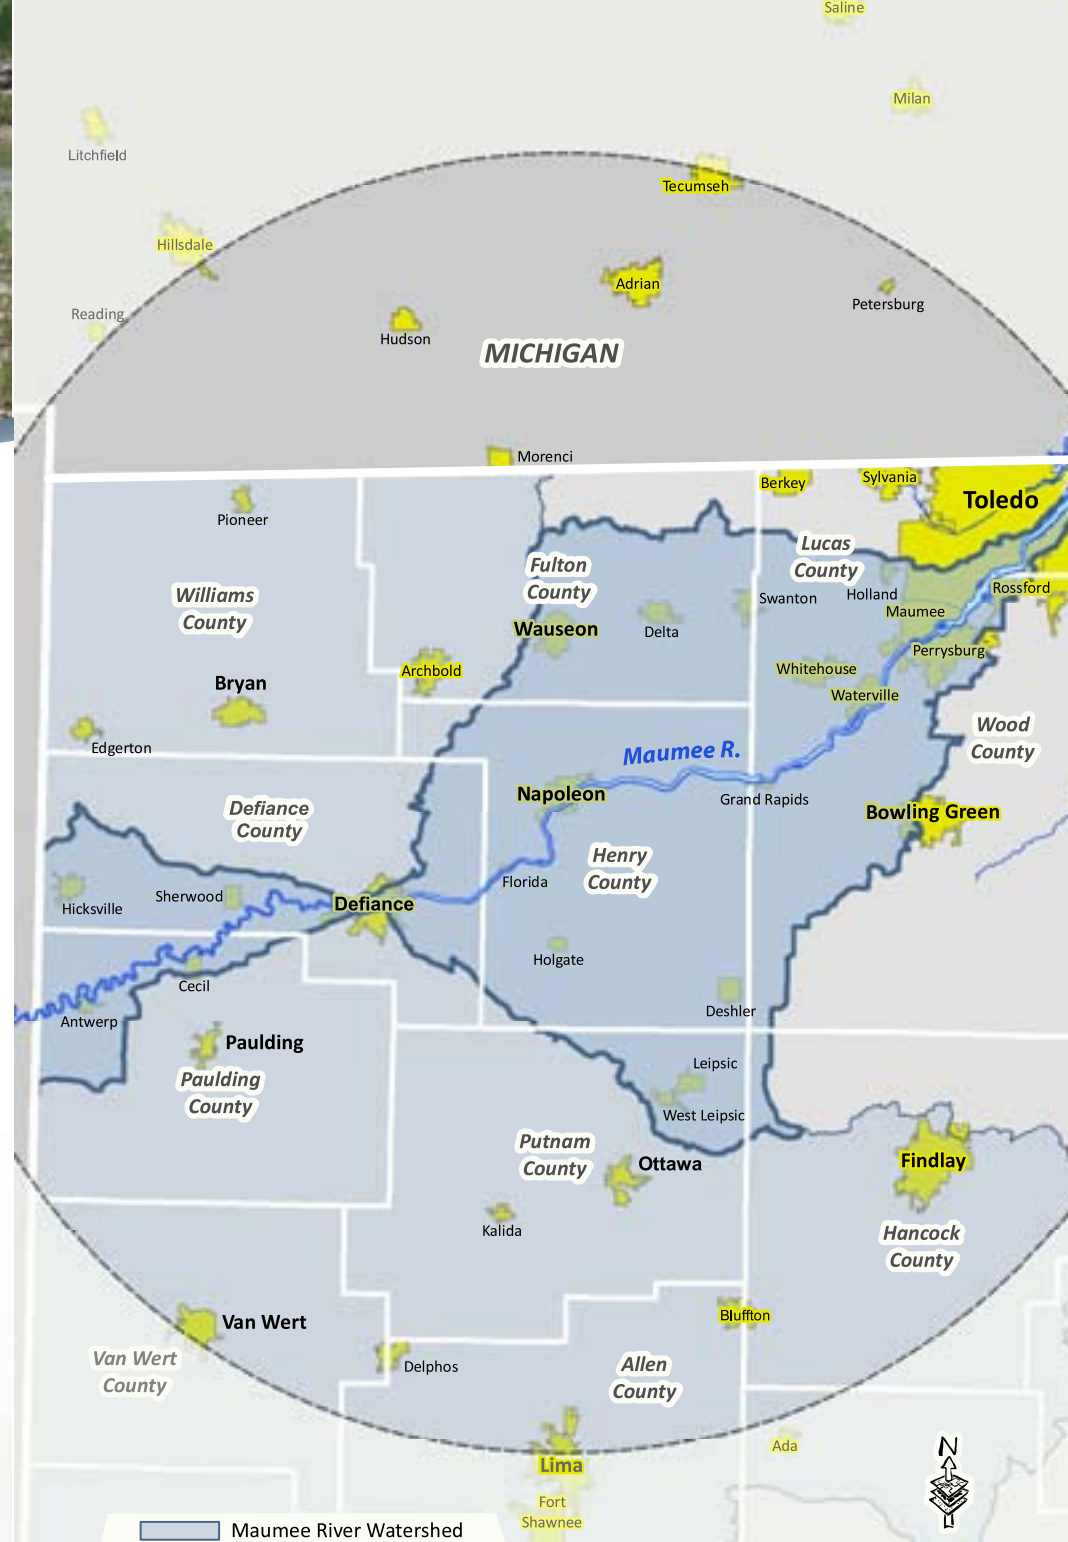 Saline
Milan
Litchfield
Tecumseh
Hillsdale
Adrian
Petersburg
Reading
Hudson
MICHIGAN
Morenci
Berkey
Sylvania
Toledo
Pioneer
Lucas
County
Fulton
County
Williams
County
Swanton
Holland
Rossford
Maumee
Wauseon
Delta
Perrysburg
Archbold
Whitehouse
Waterville
Bryan
Edgerton
Wood
County
Maumee R.
Napoleon
Grand Rapids
Bowling Green
Defiance
County
Henry
County
Florida
Sherwood
Hicksville
Defiance
Holgate
Cecil
Deshler
Antwerp
Paulding
Leipsic
Paulding
County
West Leipsic
Putnam
County
Ottawa
Findlay
Kalida
Hancock
County
Van Wert
Bluffton
Van Wert
County
Delphos
Allen
County
Ada
N
Lima
Fort
Shawnee
Maumee River Watershed